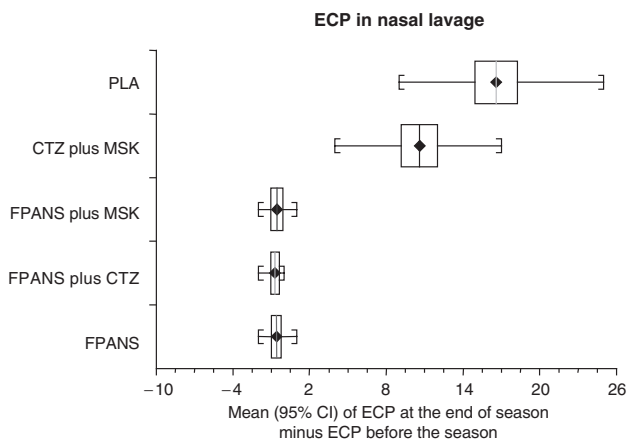 ECP in nasal lavage
PLA
CTZ plus MSK
FPANS plus MSK
FPANS plus CTZ
FPANS
−10 −4 2 8 14 20 26
Mean (95% CI) of ECP at the end of season
minus ECP before the season